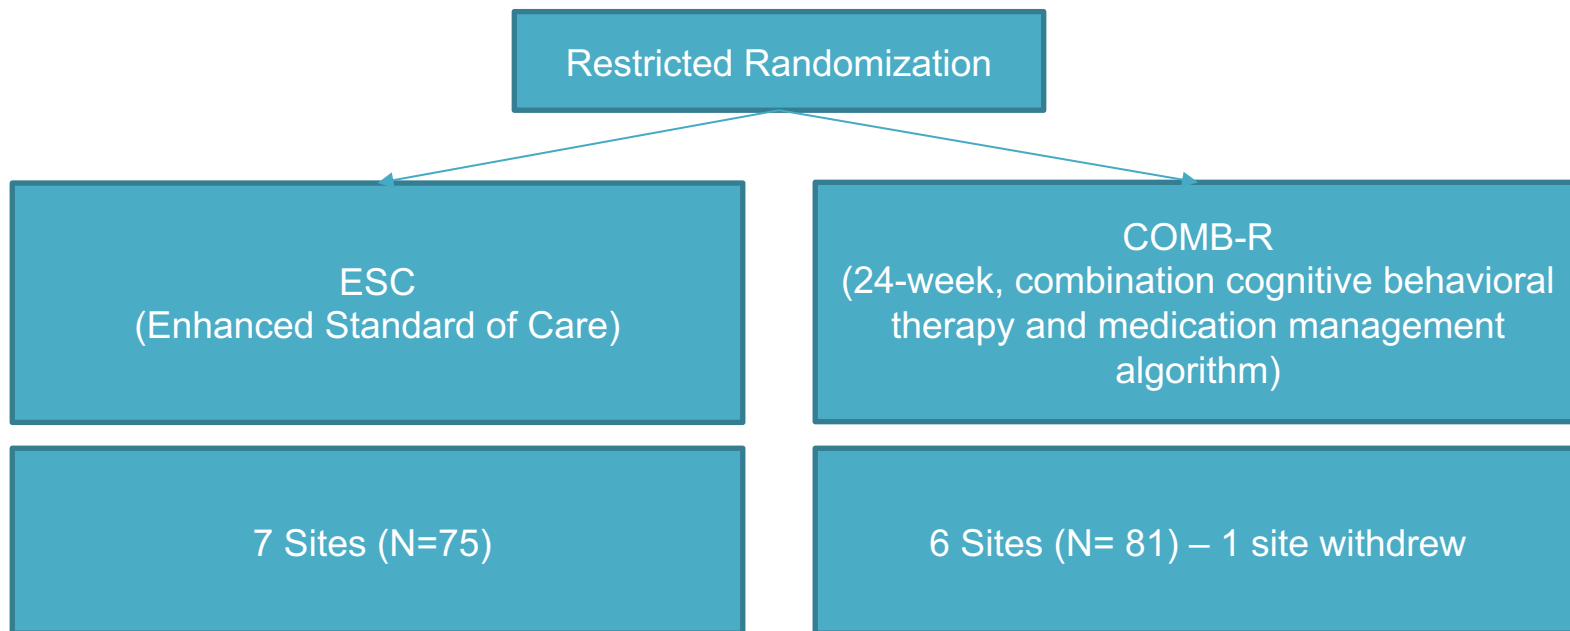 Restricted Randomization
ESC
(Enhanced Standard of Care)
COMB-R
(24-week, combination cognitive behavioral
therapy and medication management
algorithm)
7 Sites (N=75)
6 Sites (N= 81) – 1 site withdrew